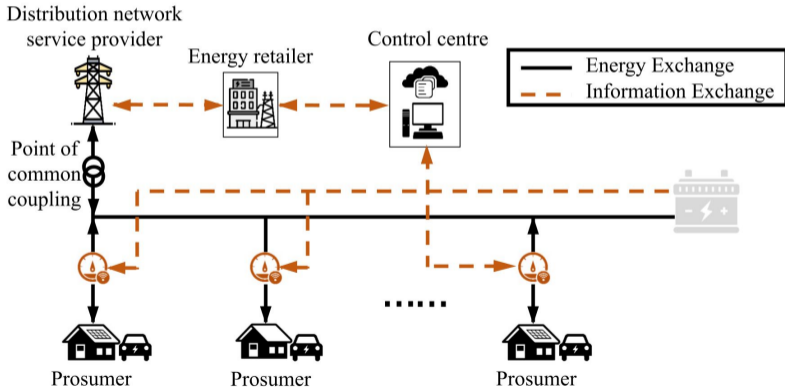 Distribution network
service provider
Energy retailer
Control centre
Energy Exchange
Information Exchange
Point of
common
coupling
Prosumer
Prosumer
Prosumer